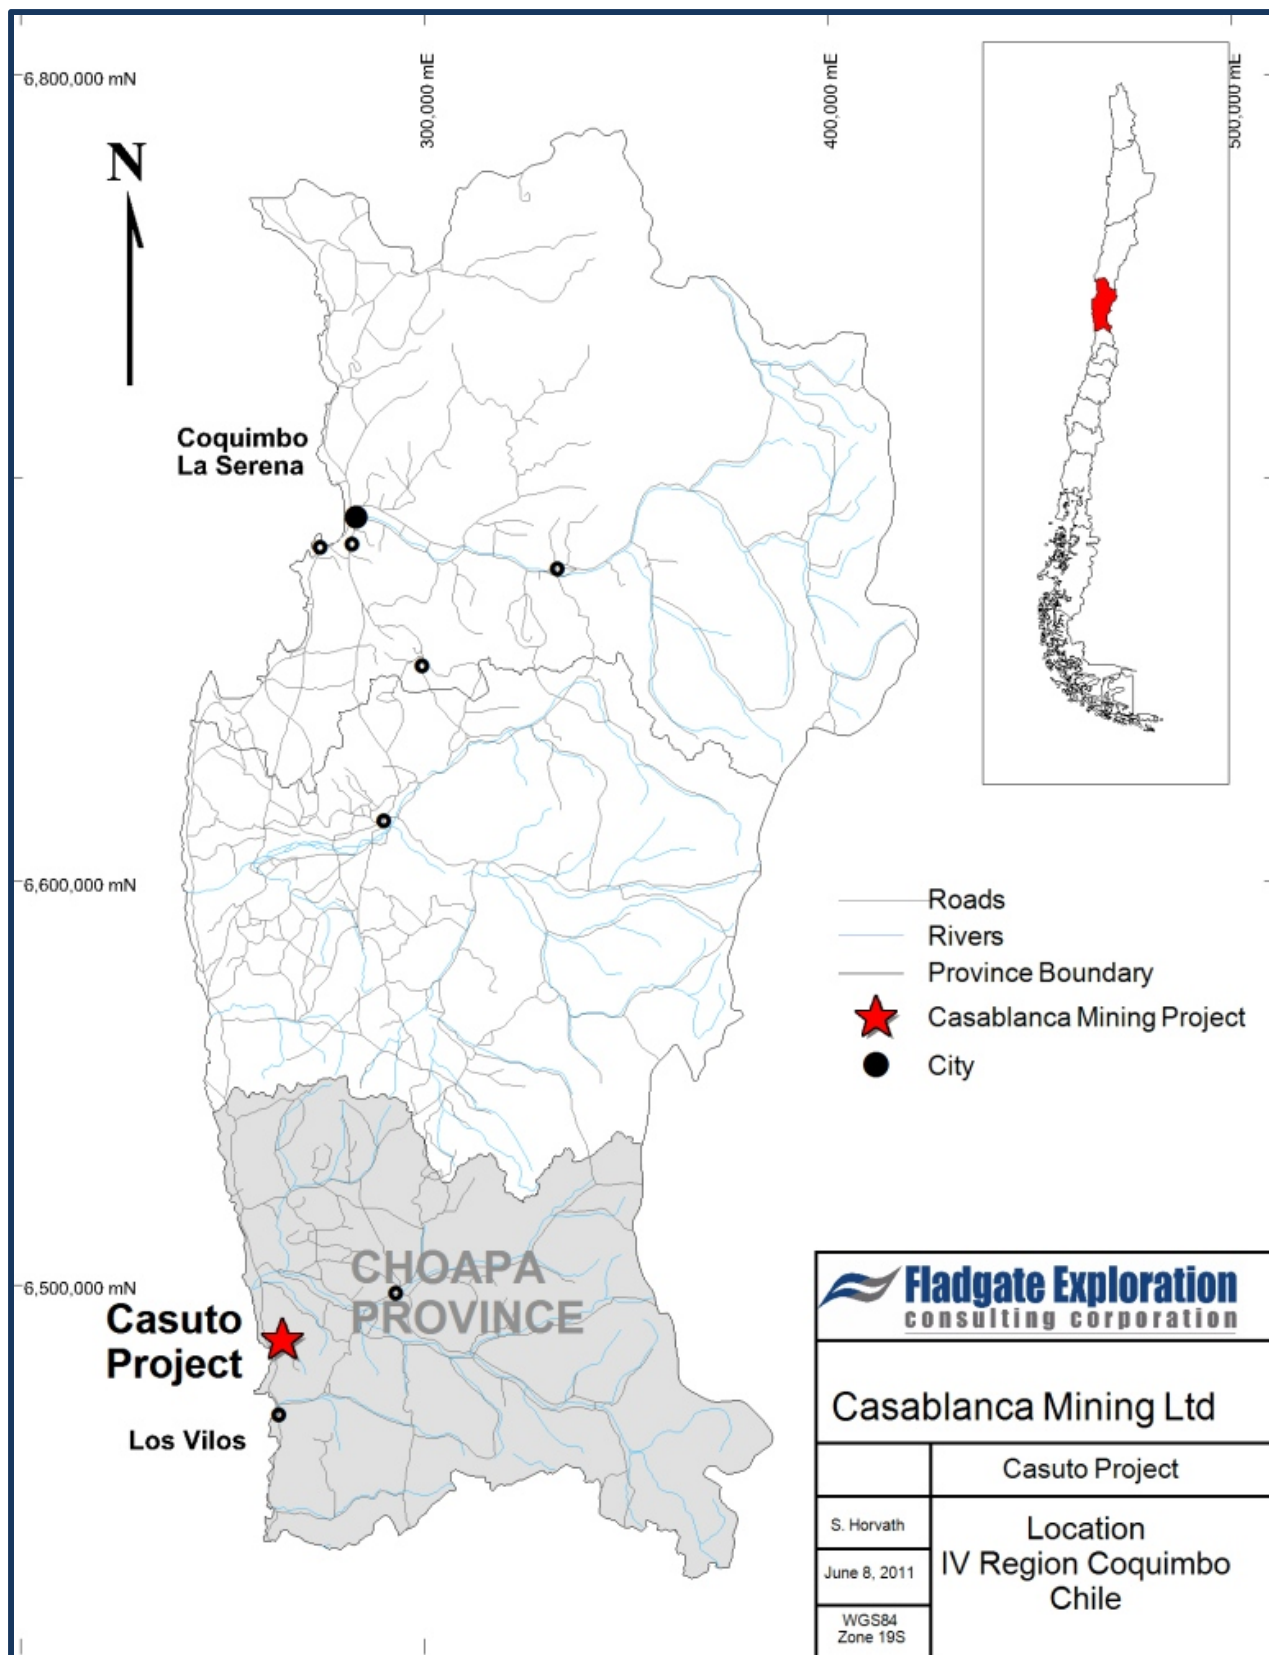 6,800,000 mN
300,000 mE
400,000 mE
500,000 mE
N
Coquimbo
La Serena
6,600,000 mN
Roads
Rivers
Province Boundary
Casablanca Mining Project
City
6,500,000 mN
CHOAPA
PROVINCE
Casuto
Project
Los Vilos
Fladgate Exploration
consulting corporation
Casablanca Mining Ltd
Casuto Project
S. Horvath
June 8, 2011
WGS84
Zone 19S
Location
IV Region Coquimbo
Chile